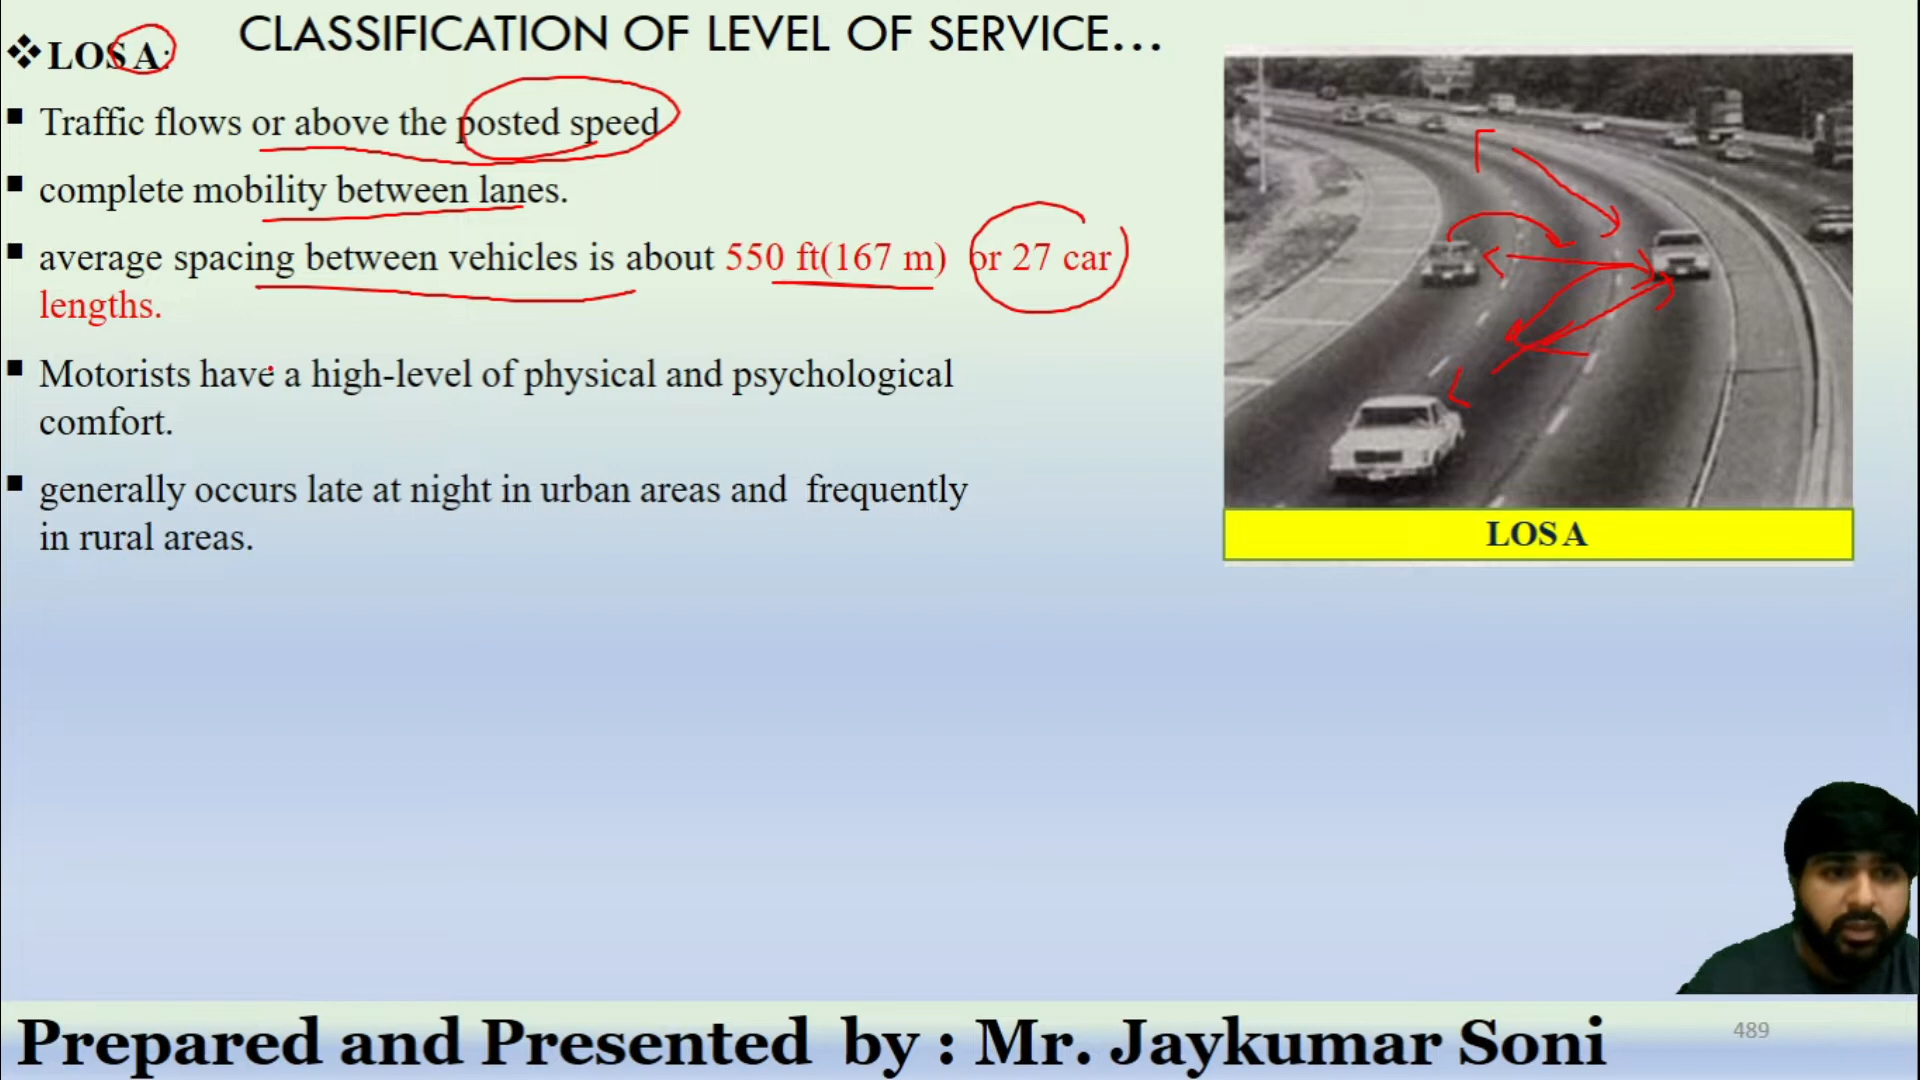 CLASSIFICATION OF LEVEL OF SERVICE...
❖LOS A:
▪ Traffic flows or above the posted speed
▪ complete mobility between lanes.
▪ average spacing between vehicles is about 550 ft(167 m) or 27 car
lengths.
▪ Motorists have a high-level of physical and psychological
comfort.
▪ generally occurs late at night in urban areas and frequently
in rural areas.
LOS A
Prepared and Presented by : Mr. Jaykumar Soni
489